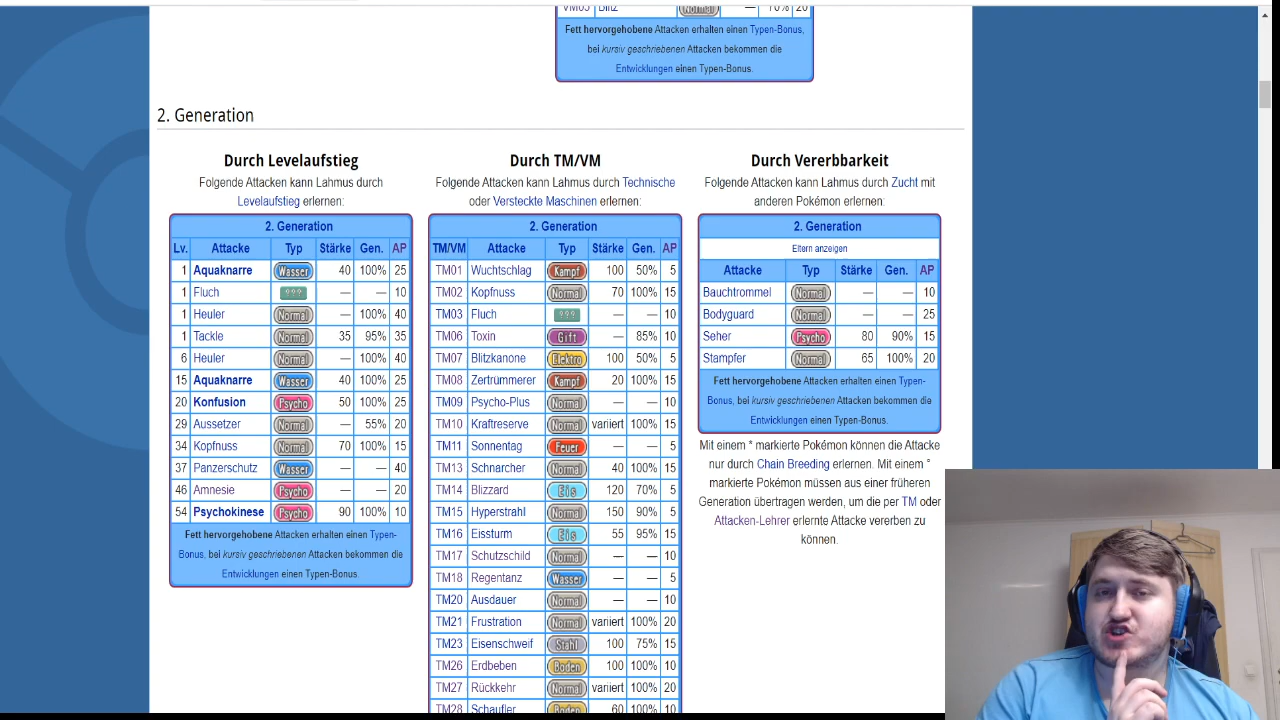 VM05 Blitz Normal — 70% 20
Fett hervorgehobene Attacken erhalten einen Typen-Bonus,
bei kursiv geschriebenen Attacken bekommen die
Entwicklungen einen Typen-Bonus.
2. Generation
Durch Levelaufstieg
Folgende Attacken kann Lahmus durch
Levelaufstieg erlernen:
2. Generation
Lv. Attacke Typ Stärke Gen. AP
1 Aquaknarre Wasser 40 100% 25
1 Fluch ??? — — 10
1 Heuler Normal — 100% 40
1 Tackle Normal 35 95% 35
6 Heuler Normal — 100% 40
15 Aquaknarre Wasser 40 100% 25
20 Konfusion Psycho 50 100% 25
29 Aussetzer Normal — 55% 20
34 Kopfnuss Normal 70 100% 15
37 Panzerschutz Wasser — — 40
46 Amnesie Psycho — — 20
54 Psychokinese Psycho 90 100% 10
Fett hervorgehobene Attacken erhalten einen Typen-
Bonus, bei kursiv geschriebenen Attacken bekommen die
Entwicklungen einen Typen-Bonus.
Durch TM/VM
Folgende Attacken kann Lahmus durch Technische
oder Versteckte Maschinen erlernen:
2. Generation
TM/VM Attacke Typ Stärke Gen. AP
TM01 Wuchtschlag Kampf 100 50% 5
TM02 Kopfnuss Normal 70 100% 15
TM03 Fluch ??? — — 10
TM06 Toxin Gift — 85% 10
TM07 Blitzkanone Elektro 100 50% 5
TM08 Zertrümmerer Kampf 20 100% 15
TM09 Psycho-Plus Normal — — 10
TM10 Kraftreserve Normal variiert 100% 15
TM11 Sonnentag Feuer — — 5
TM13 Schnarcher Normal 40 100% 15
TM14 Blizzard Eis 120 70% 5
TM15 Hyperstrahl Normal 150 90% 5
TM16 Eissturm Eis 55 95% 15
TM17 Schutzschild Normal — — 10
TM18 Regentanz Wasser — — 5
TM20 Ausdauer Normal — — 10
TM21 Frustration Normal variiert 100% 20
TM23 Eisenschweif Stahl 100 75% 15
TM26 Erdbeben Boden 100 100% 10
TM27 Rückkehr Normal variiert 100% 20
TM28 Schaufler Boden 60 100% 10
Durch Vererbbarkeit
Folgende Attacken kann Lahmus durch Zucht mit
anderen Pokémon erlernen:
2. Generation
Eltern anzeigen
Attacke Typ Stärke Gen. AP
Bauchtrommel Normal — — 10
Bodyguard Normal — — 25
Seher Psycho 80 90% 15
Stampfer Normal 65 100% 20
Fett hervorgehobene Attacken erhalten einen Typen-
Bonus, bei kursiv geschriebenen Attacken bekommen die
Entwicklungen einen Typen-Bonus.
Mit einem * markierte Pokémon können die Attacke
nur durch Chain Breeding erlernen. Mit einem °
markierte Pokémon müssen aus einer früheren
Generation übertragen werden, um die per TM oder
Attacken-Lehrer erlernte Attacke vererben zu
können.